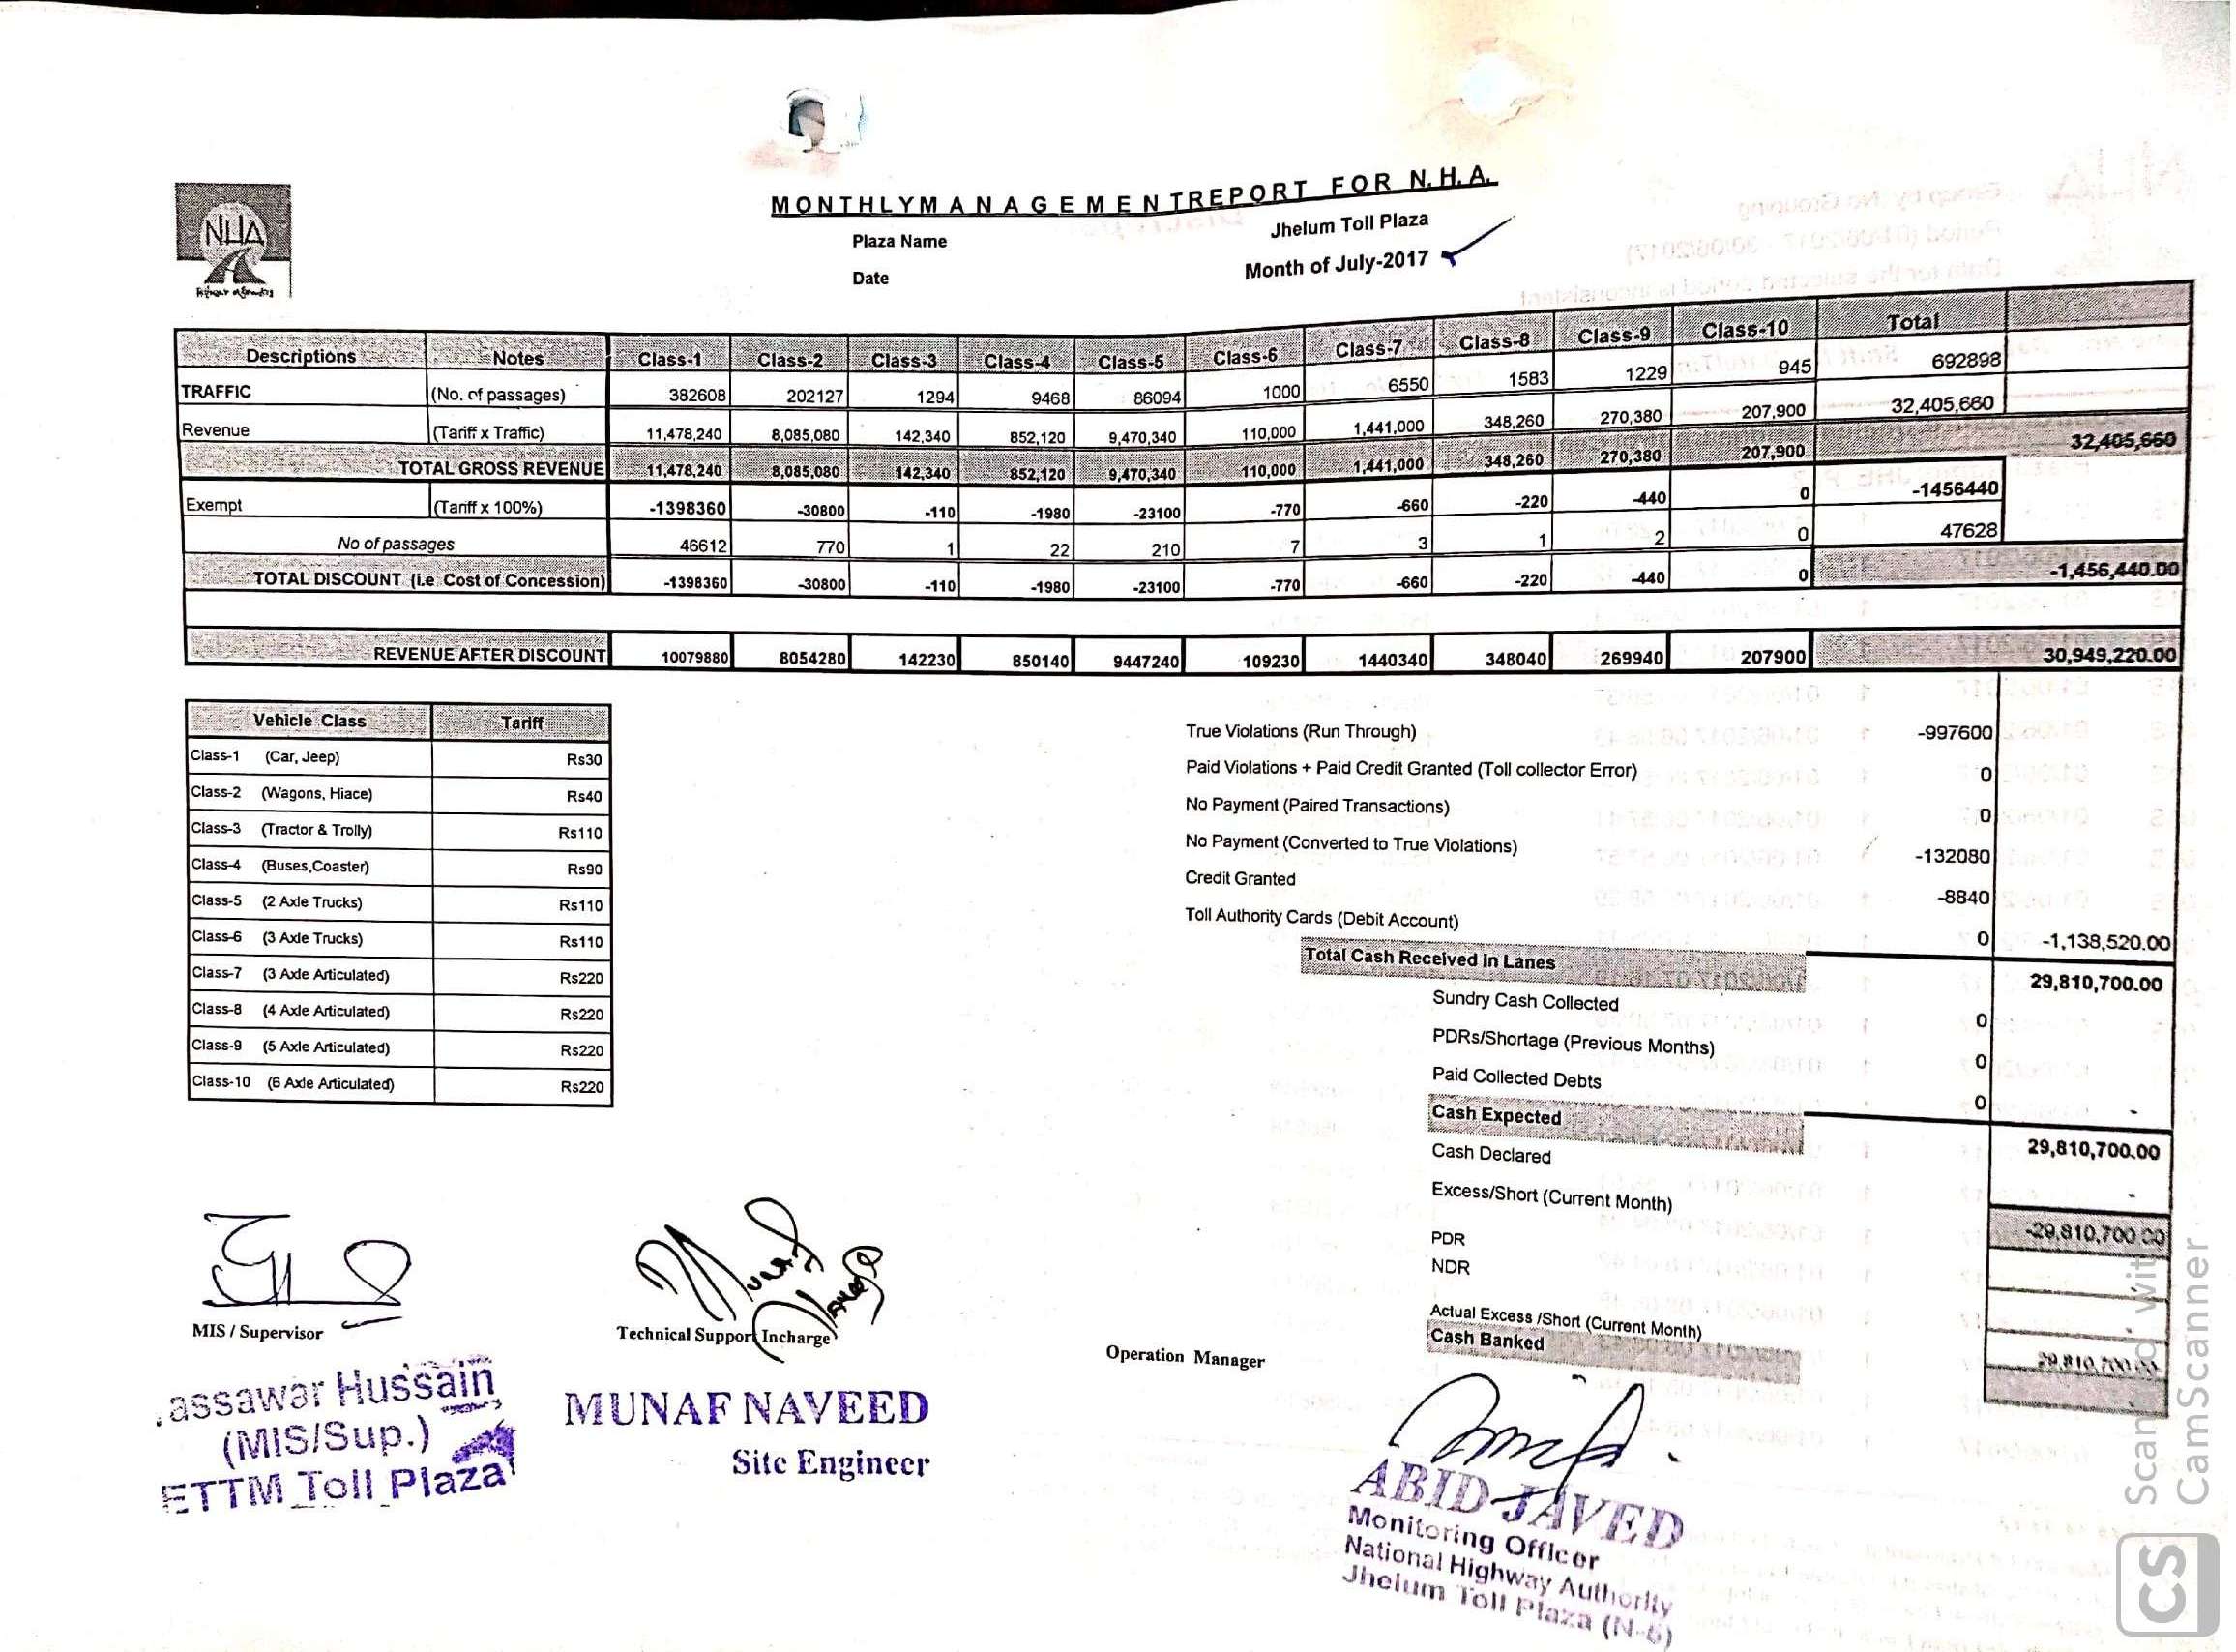 NHA
MONTHLYMANAGEMENTREPORT FOR N.H.A.
Plaza Name Jhelum Toll Plaza
Date Month of July-2017
Descriptions Notes Class-1 Class-2 Class-3 Class-4 Class-5 Class-6 Class-7 Class-8 Class-9 Class-10 Total
TRAFFIC (No. of passages) 382608 202127 1294 9468 86094 1000 6550 1583 1229 945 692898
Revenue (Tariff x Traffic) 11,478,240 8,085,080 142,340 852,120 9,470,340 110,000 1,441,000 348,260 270,380 207,900 32,405,660
TOTAL GROSS REVENUE 11,478,240 8,085,080 142,340 852,120 9,470,340 110,000 1,441,000 348,260 270,380 207,900 32,405,660
Exempt (Tariff x 100%) -1398360 -30800 -110 -1980 -23100 -770 -660 -220 -440 0 -1456440
No of passages 46612 770 1 22 210 7 3 1 2 0 47628
TOTAL DISCOUNT (i.e Cost of Concession) -1398360 -30800 -110 -1980 -23100 -770 -660 -220 -440 0 -1,456,440.00
REVENUE AFTER DISCOUNT 10079880 8054280 142230 850140 9447240 109230 1440340 348040 269940 207900 30,949,220.00
Vehicle Class Tariff
Class-1 (Car, Jeep) Rs30
Class-2 (Wagons, Hiace) Rs40
Class-3 (Tractor & Trolly) Rs110
Class-4 (Buses,Coaster) Rs90
Class-5 (2 Axle Trucks) Rs110
Class-6 (3 Axle Trucks) Rs110
Class-7 (3 Axle Articulated) Rs220
Class-8 (4 Axle Articulated) Rs220
Class-9 (5 Axle Articulated) Rs220
Class-10 (6 Axle Articulated) Rs220
True Violations (Run Through) -997600
Paid Violations + Paid Credit Granted (Toll collector Error) 0
No Payment (Paired Transactions) 0
No Payment (Converted to True Violations) -132080
Credit Granted -8840
Toll Authority Cards (Debit Account) 0 -1,138,520.00
Total Cash Received in Lanes 29,810,700.00
Sundry Cash Collected 0
PDRs/Shortage (Previous Months) 0
Paid Collected Debts 0 -
Cash Expected 29,810,700.00
Cash Declared -
Excess/Short (Current Month) -29,810,700.00
PDR
NDR
Actual Excess /Short (Current Month) 29,810,700.00
Cash Banked
MIS / Supervisor
Technical Support Incharge
Operation Manager
assawar Hussain
(MIS/Sup.)
ETTM Toll Plaza
MUNAF NAVEED
Site Engineer
ABID JAVED
Monitoring Officer
National Highway Authority
Jhelum Toll Plaza (N-5)
Scanned with
CamScanner
CS